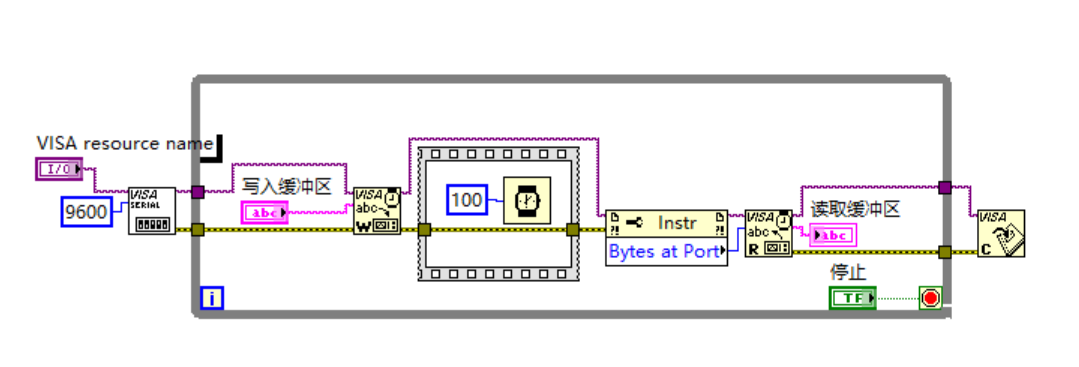 VISA resource name
I/O
9600
VISA
SERIAL
写入缓冲区
abc
VISA
abc
W
100
Instr
Bytes at Port
VISA
abc
R
读取缓冲区
abc
VISA
C
停止
TF
i